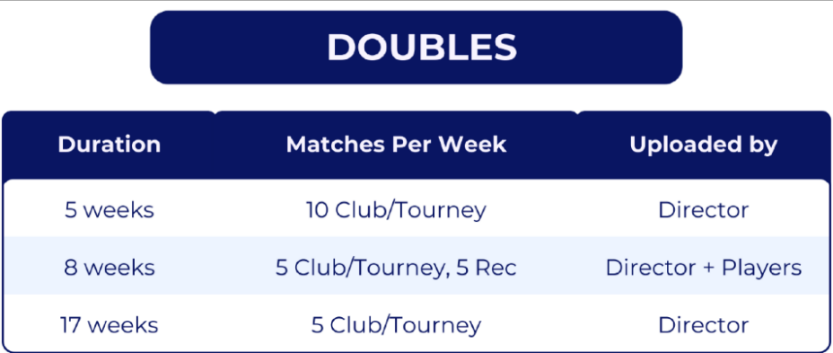 DOUBLES
Duration Matches Per Week Uploaded by
5 weeks 10 Club/Tourney Director
8 weeks 5 Club/Tourney, 5 Rec Director + Players
17 weeks 5 Club/Tourney Director